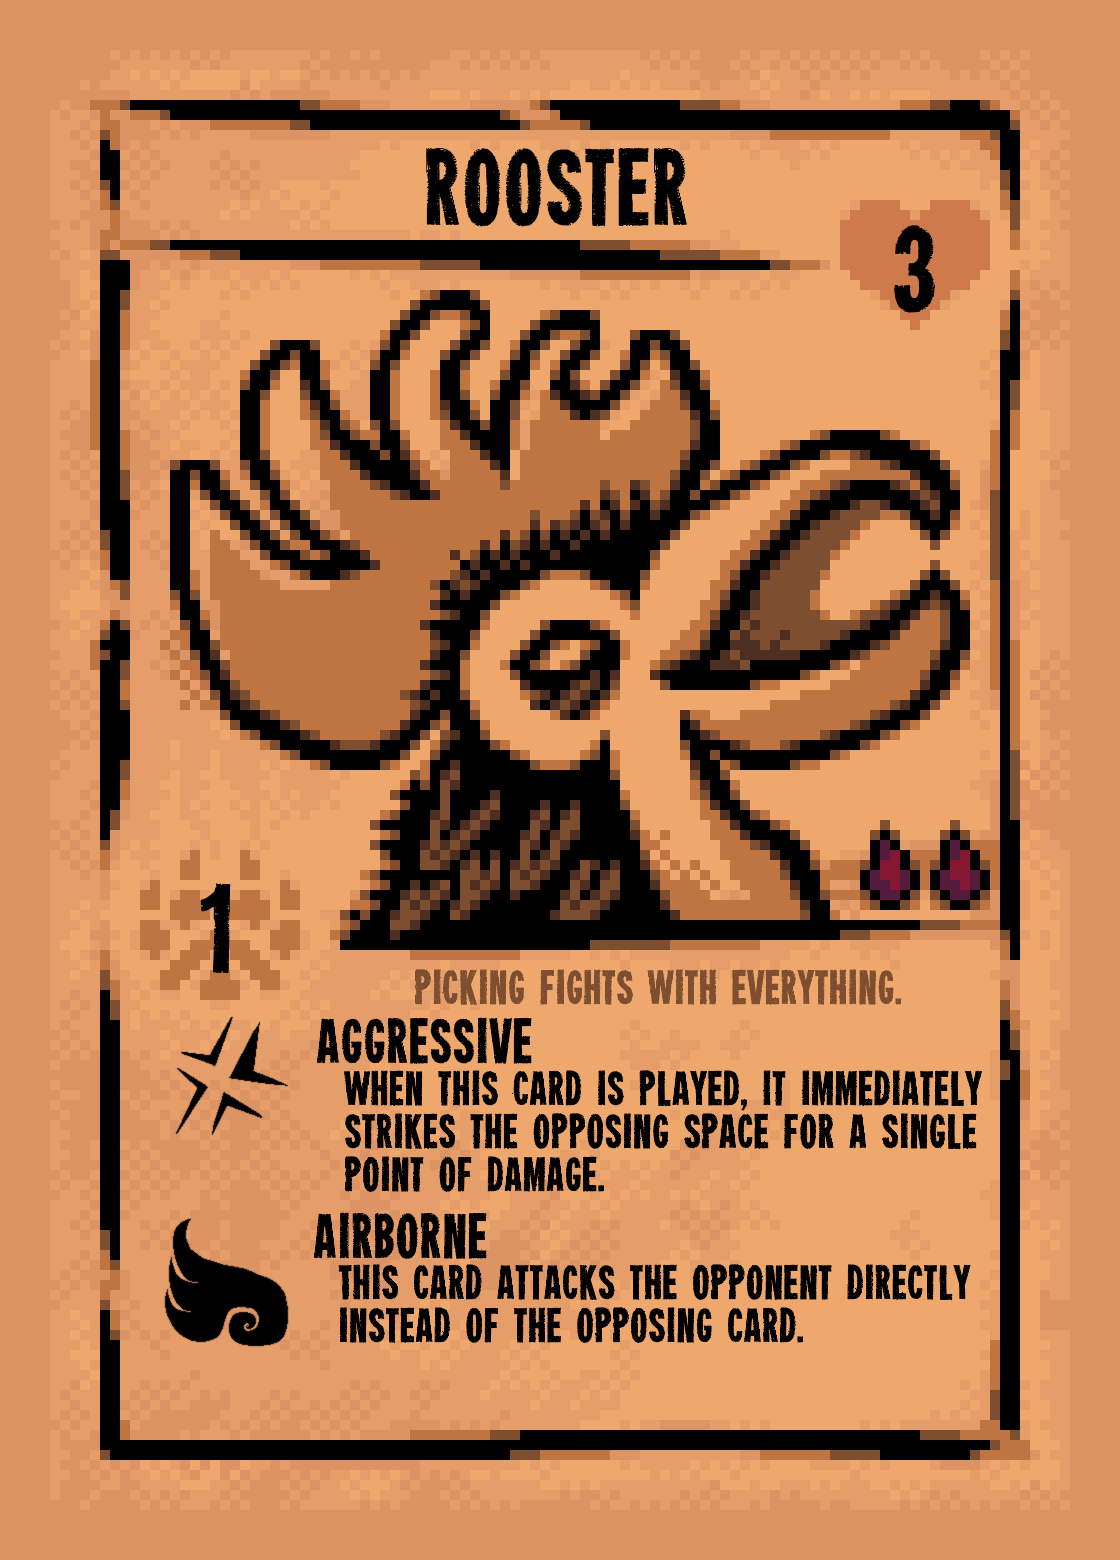 ROOSTER
3
1
PICKING FIGHTS WITH EVERYTHING.
AGGRESSIVE
WHEN THIS CARD IS PLAYED, IT IMMEDIATELY
STRIKES THE OPPOSING SPACE FOR A SINGLE
POINT OF DAMAGE.
AIRBORNE
THIS CARD ATTACKS THE OPPONENT DIRECTLY
INSTEAD OF THE OPPOSING CARD.